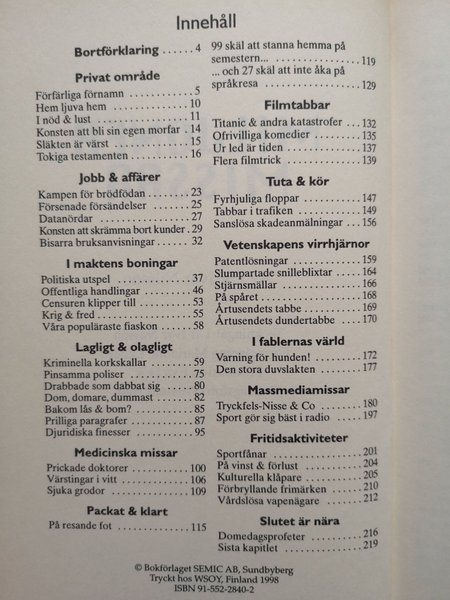 Innehåll
Bortförklaring ...... 4
Privat område
Förfärliga förnamn .............. 5
Hem ljuva hem ................ 10
I nöd & lust ................... 11
Konsten att bli sin egen morfar . 14
Släkten är värst ............... 15
Tokiga testamenten ............ 16
Jobb & affärer
Kampen för brödfödan ......... 23
Försenade försändelser ........ 25
Datanördar ................... 27
Konsten att skrämma bort kunder . 29
Bisarra bruksanvisningar ....... 32
I maktens boningar
Politiska utspel ................ 37
Offentliga handlingar .......... 46
Censuren klipper till ........... 53
Krig & fred ................... 55
Våra populäraste fiaskon ....... 58
Lagligt & olagligt
Kriminella korkskallar ......... 59
Pinsamma poliser .............. 75
Drabbade som dabbat sig ....... 80
Dom, domare, dummast ........ 82
Bakom lås & bom? ............. 85
Prilliga paragrafer ............. 87
Djuridiska finesser ............. 95
Medicinska missar
Prickade doktorer ............. 100
Värstingar i vitt ............... 106
Sjuka grodor .................. 109
Packat & klart
På resande fot ................. 115
99 skäl att stanna hemma på
semestern... .................. 119
... och 27 skäl att inte åka på
språkresa ..................... 129
Filmtabbar
Titanic & andra katastrofer ..... 132
Ofrivilliga komedier ........... 135
Ur led är tiden ................ 137
Flera filmtrick ................ 139
Tuta & kör
Fyrhjuliga floppar ............. 147
Tabbar i trafiken .............. 149
Sanslösa skadeanmälningar ..... 156
Vetenskapens virrhjärnor
Patentlösningar ............... 159
Slumpartade snilleblixtar ....... 164
Stjärnsmällar ................. 166
På spåret ..................... 168
Årtusendets tabbe ............. 169
Årtusendets dundertabbe ....... 170
I fablernas värld
Varning för hunden! ........... 172
Den stora duvslakten .......... 177
Massmediamissar
Tryckfels-Nisse & Co .......... 180
Sport gör sig bäst i radio ....... 197
Fritidsaktiviteter
Sportfånar .................... 201
På vinst & förlust .............. 204
Kulturella klåpare ............. 205
Förbryllande frimärken ........ 210
Vårdslösa vapenägare .......... 212
Slutet är nära
Domedagsprofeter ............. 216
Sista kapitlet .................. 219
© Bokförlaget SEMIC AB, Sundbyberg
Tryckt hos WSOY, Finland 1998
ISBN 91-552-2840-2